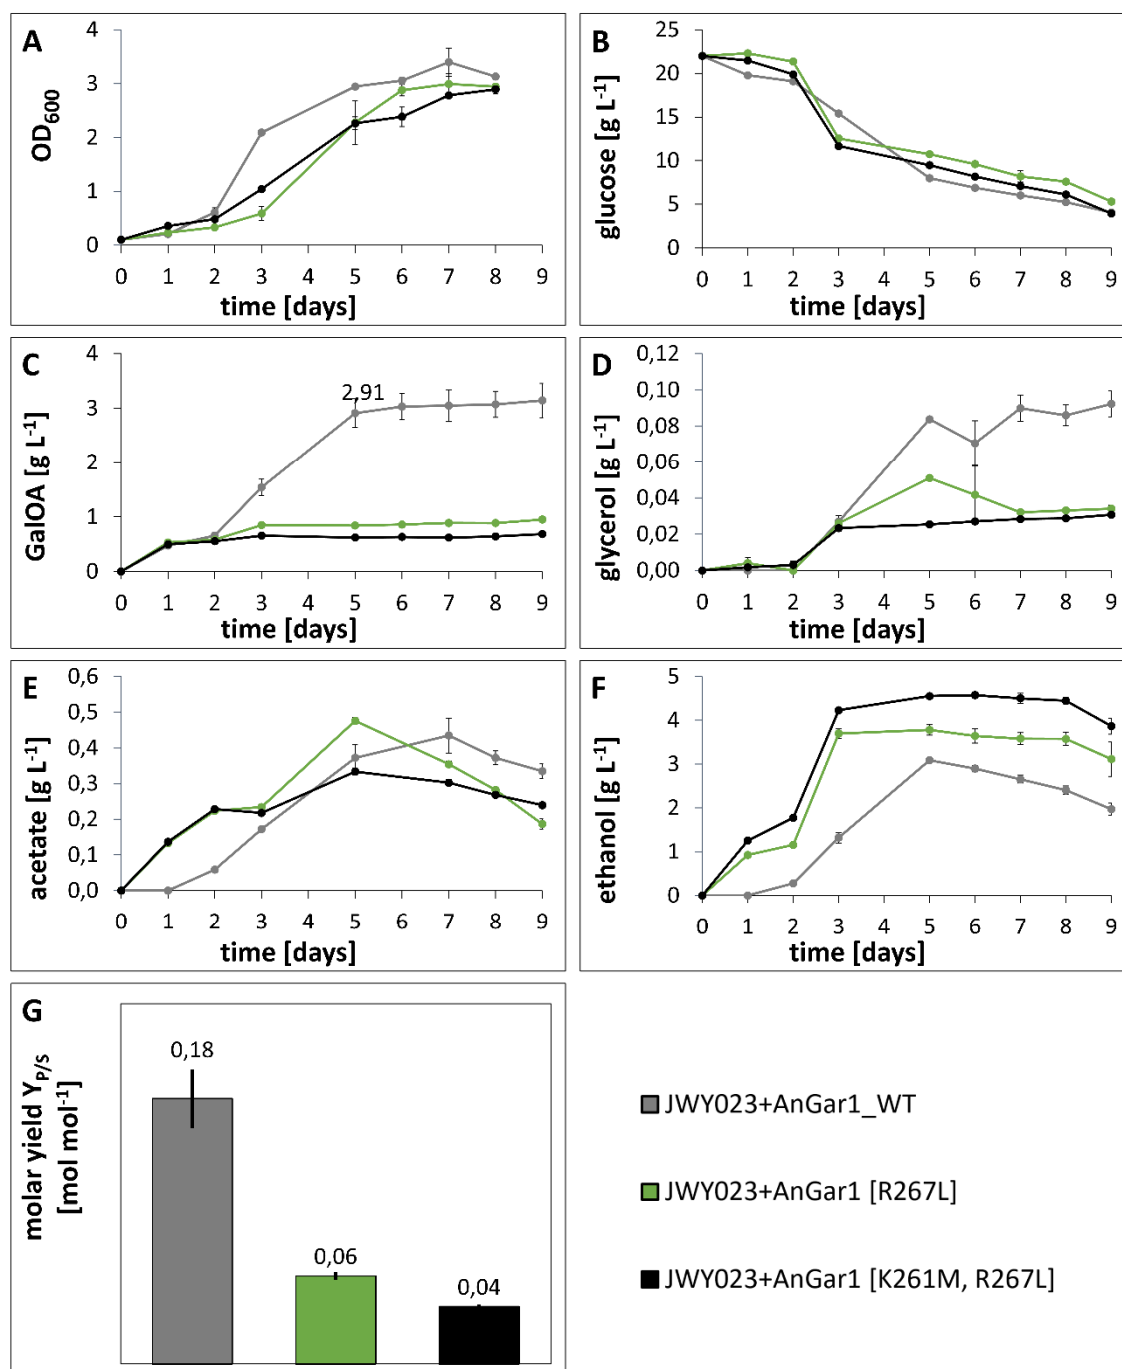 A
OD600
4
3
2
1
0
0 1 2 3 4 5 6 7 8 9
time [days]
B
glucose [g L-1]
25
20
15
10
5
0
0 1 2 3 4 5 6 7 8 9
time [days]
C
GalOA [g L-1]
4
3
2
1
0
2,91
0 1 2 3 4 5 6 7 8 9
time [days]
D
glycerol [g L-1]
0,12
0,10
0,08
0,06
0,04
0,02
0,00
0 1 2 3 4 5 6 7 8 9
time [days]
E
acetate [g L-1]
0,6
0,5
0,4
0,3
0,2
0,1
0,0
0 1 2 3 4 5 6 7 8 9
time [days]
F
ethanol [g L-1]
5
4
3
2
1
0
0 1 2 3 4 5 6 7 8 9
time [days]
G
molar yield YP/S
[mol mol-1]
0,18
0,06
0,04
JWY023+AnGar1_WT
JWY023+AnGar1 [R267L]
JWY023+AnGar1 [K261M, R267L]